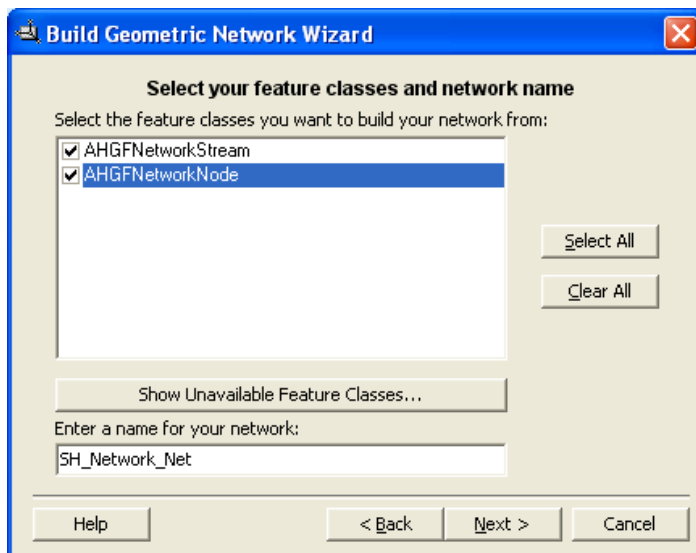 Build Geometric Network Wizard
Select your feature classes and network name
Select the feature classes you want to build your network from:
AHGFNetworkStream
AHGFNetworkNode
Select All
Clear All
Show Unavailable Feature Classes...
Enter a name for your network:
SH_Network_Net
Help < Back Next > Cancel